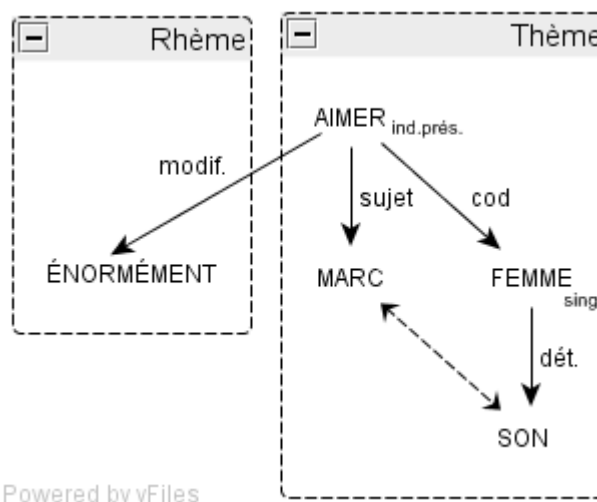 Rhème
Thème
AIMER ind.prés.
modif.
sujet
cod
ÉNORMÉMENT
MARC
FEMME
sing
dét.
SON
Powered by yFiles